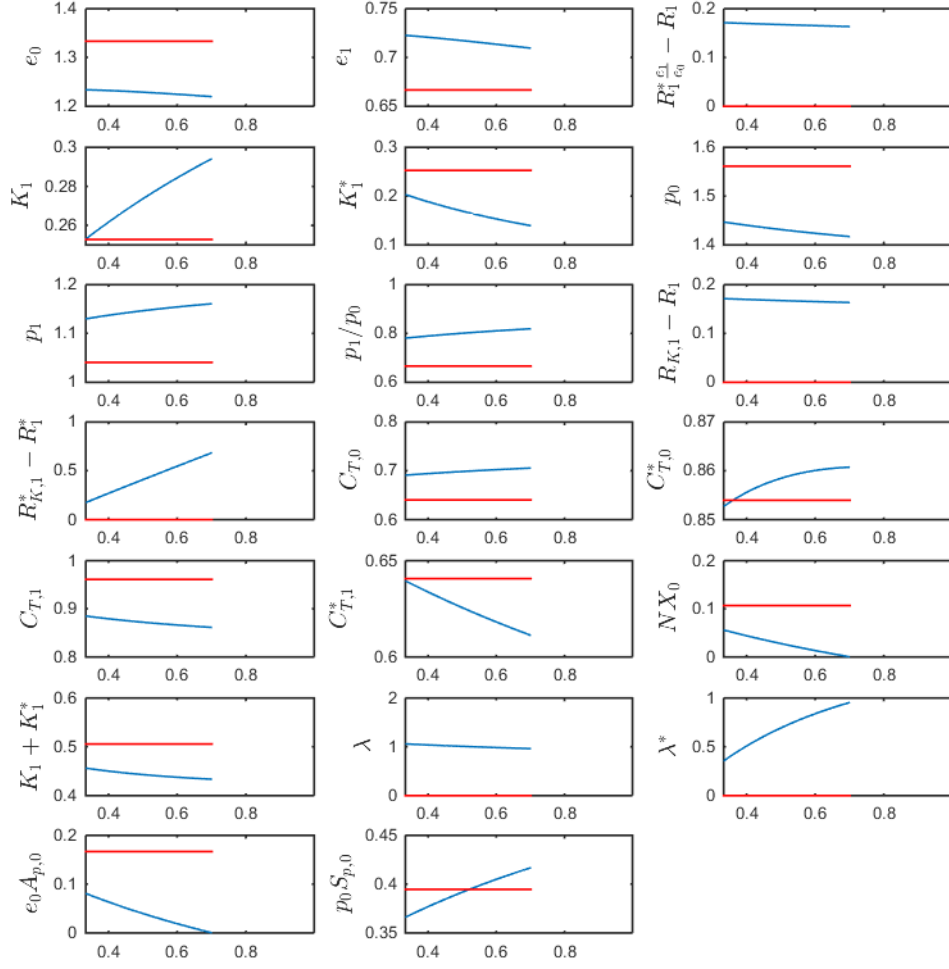 1.4
1.3
1.2
e_0
0.4 0.6 0.8
0.75
0.7
0.65
e_1
0.4 0.6 0.8
0.2
0.1
0
R_1^* \frac{e_1}{e_0} - R_1
0.4 0.6 0.8
0.3
0.28
0.26
K_1
0.4 0.6 0.8
0.3
0.2
0.1
K_1^*
0.4 0.6 0.8
1.6
1.5
1.4
p_0
0.4 0.6 0.8
1.2
1.1
1
p_1
0.4 0.6 0.8
1
0.8
0.6
p_1/p_0
0.4 0.6 0.8
0.2
0.1
0
R_{K,1} - R_1
0.4 0.6 0.8
1
0.5
0
R_{K,1}^* - R_1^*
0.4 0.6 0.8
0.8
0.7
0.6
C_{T,0}
0.4 0.6 0.8
0.87
0.86
0.85
C_{T,0}^*
0.4 0.6 0.8
1
0.9
0.8
C_{T,1}
0.4 0.6 0.8
0.65
0.6
C_{T,1}^*
0.4 0.6 0.8
0.2
0.1
0
NX_0
0.4 0.6 0.8
0.6
0.5
0.4
K_1 + K_1^*
0.4 0.6 0.8
2
1
0
λ
0.4 0.6 0.8
1
0.5
0
λ^*
0.4 0.6 0.8
0.2
0.1
0
e_0 A_{p,0}
0.4 0.6 0.8
0.45
0.4
0.35
p_0 S_{p,0}
0.4 0.6 0.8